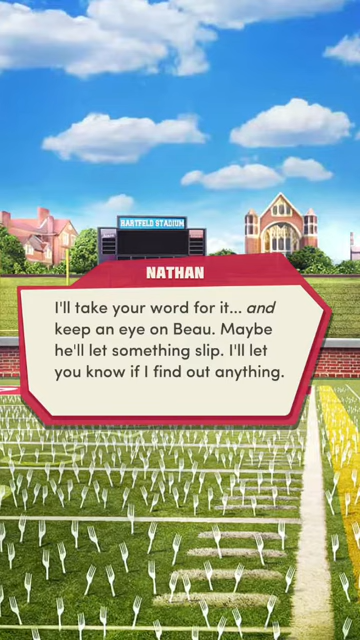 HARTFELD STADIUM
NATHAN
I'll take your word for it... and
keep an eye on Beau. Maybe
he'll let something slip. I'll let
you know if I find out anything.